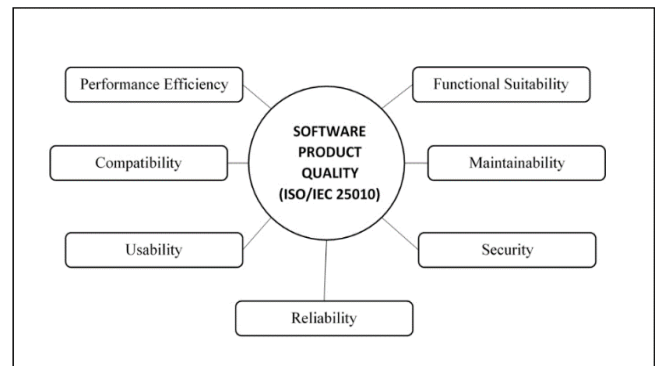 Performance Efficiency
Functional Suitability
SOFTWARE
PRODUCT
QUALITY
(ISO/IEC 25010)
Compatibility
Maintainability
Usability
Security
Reliability